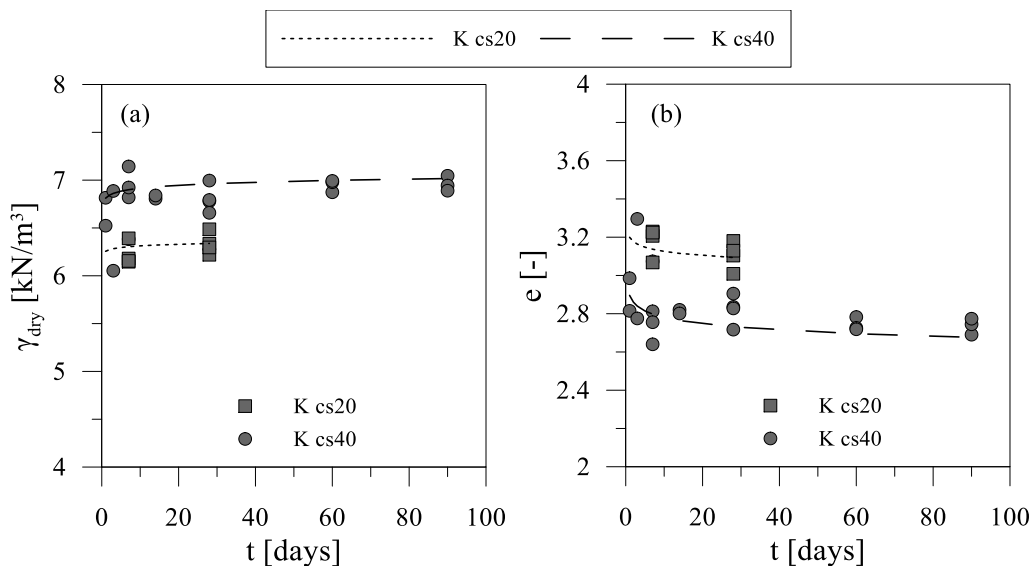 K cs20 K cs40
(a)
8
7
6
5
4
γdry [kN/m³]
0 20 40 60 80 100
t [days]
K cs20
K cs40
(b)
4
3.6
3.2
2.8
2.4
2
e [-]
0 20 40 60 80 100
t [days]
K cs20
K cs40